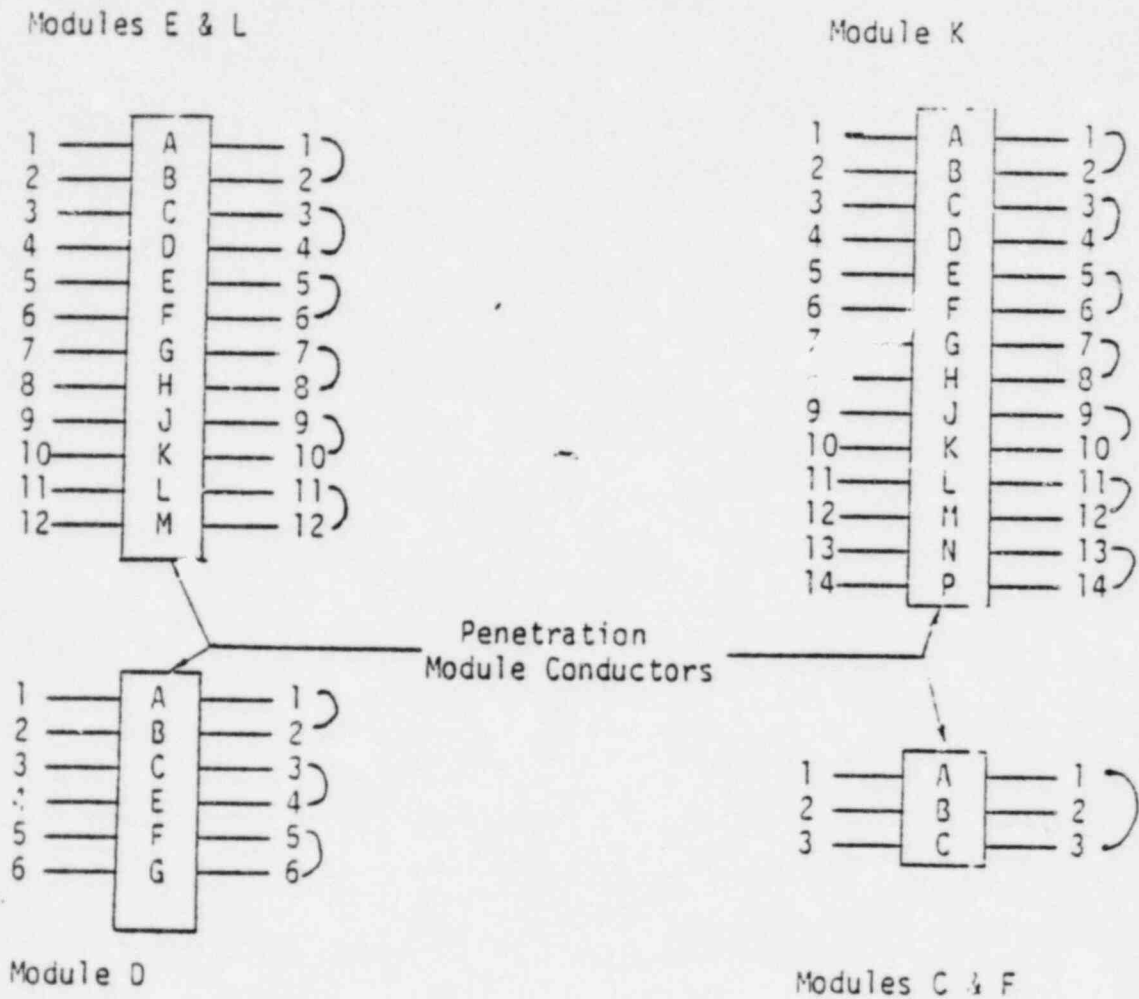 Modules E & L
1 A 1
2 B 2
3 C 3
4 D 4
5 E 5
6 F 6
7 G 7
8 H 8
9 J 9
10 K 10
11 L 11
12 M 12
Module K
1 A 1
2 B 2
3 C 3
4 D 4
5 E 5
6 F 6
G 7
H 8
9 J 9
10 K 10
11 L 11
12 M 12
13 N 13
14 P 14
Penetration
Module Conductors
1 A 1
2 B 2
3 C 3
E 4
5 F 5
6 G 6
Module D
1 A 1
2 B 2
3 C 3
Modules C & F